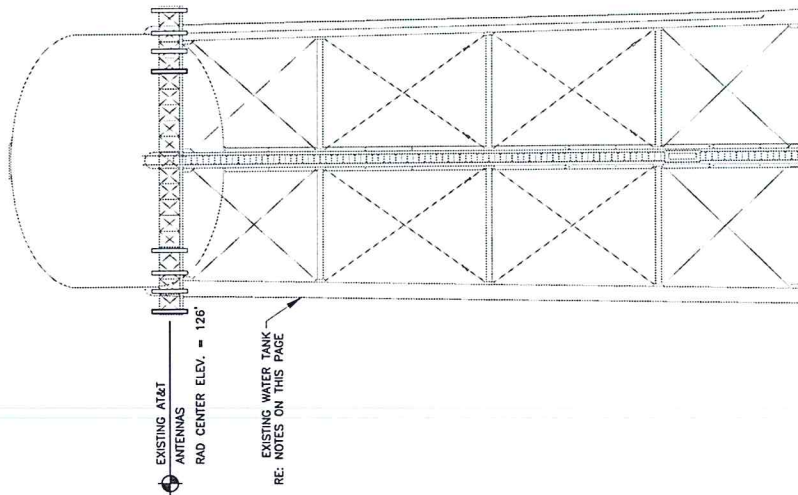 EXISTING AT&T
ANTENNAS
RAD CENTER ELEV. = 126'
EXISTING WATER TANK
RE: NOTES ON THIS PAGE